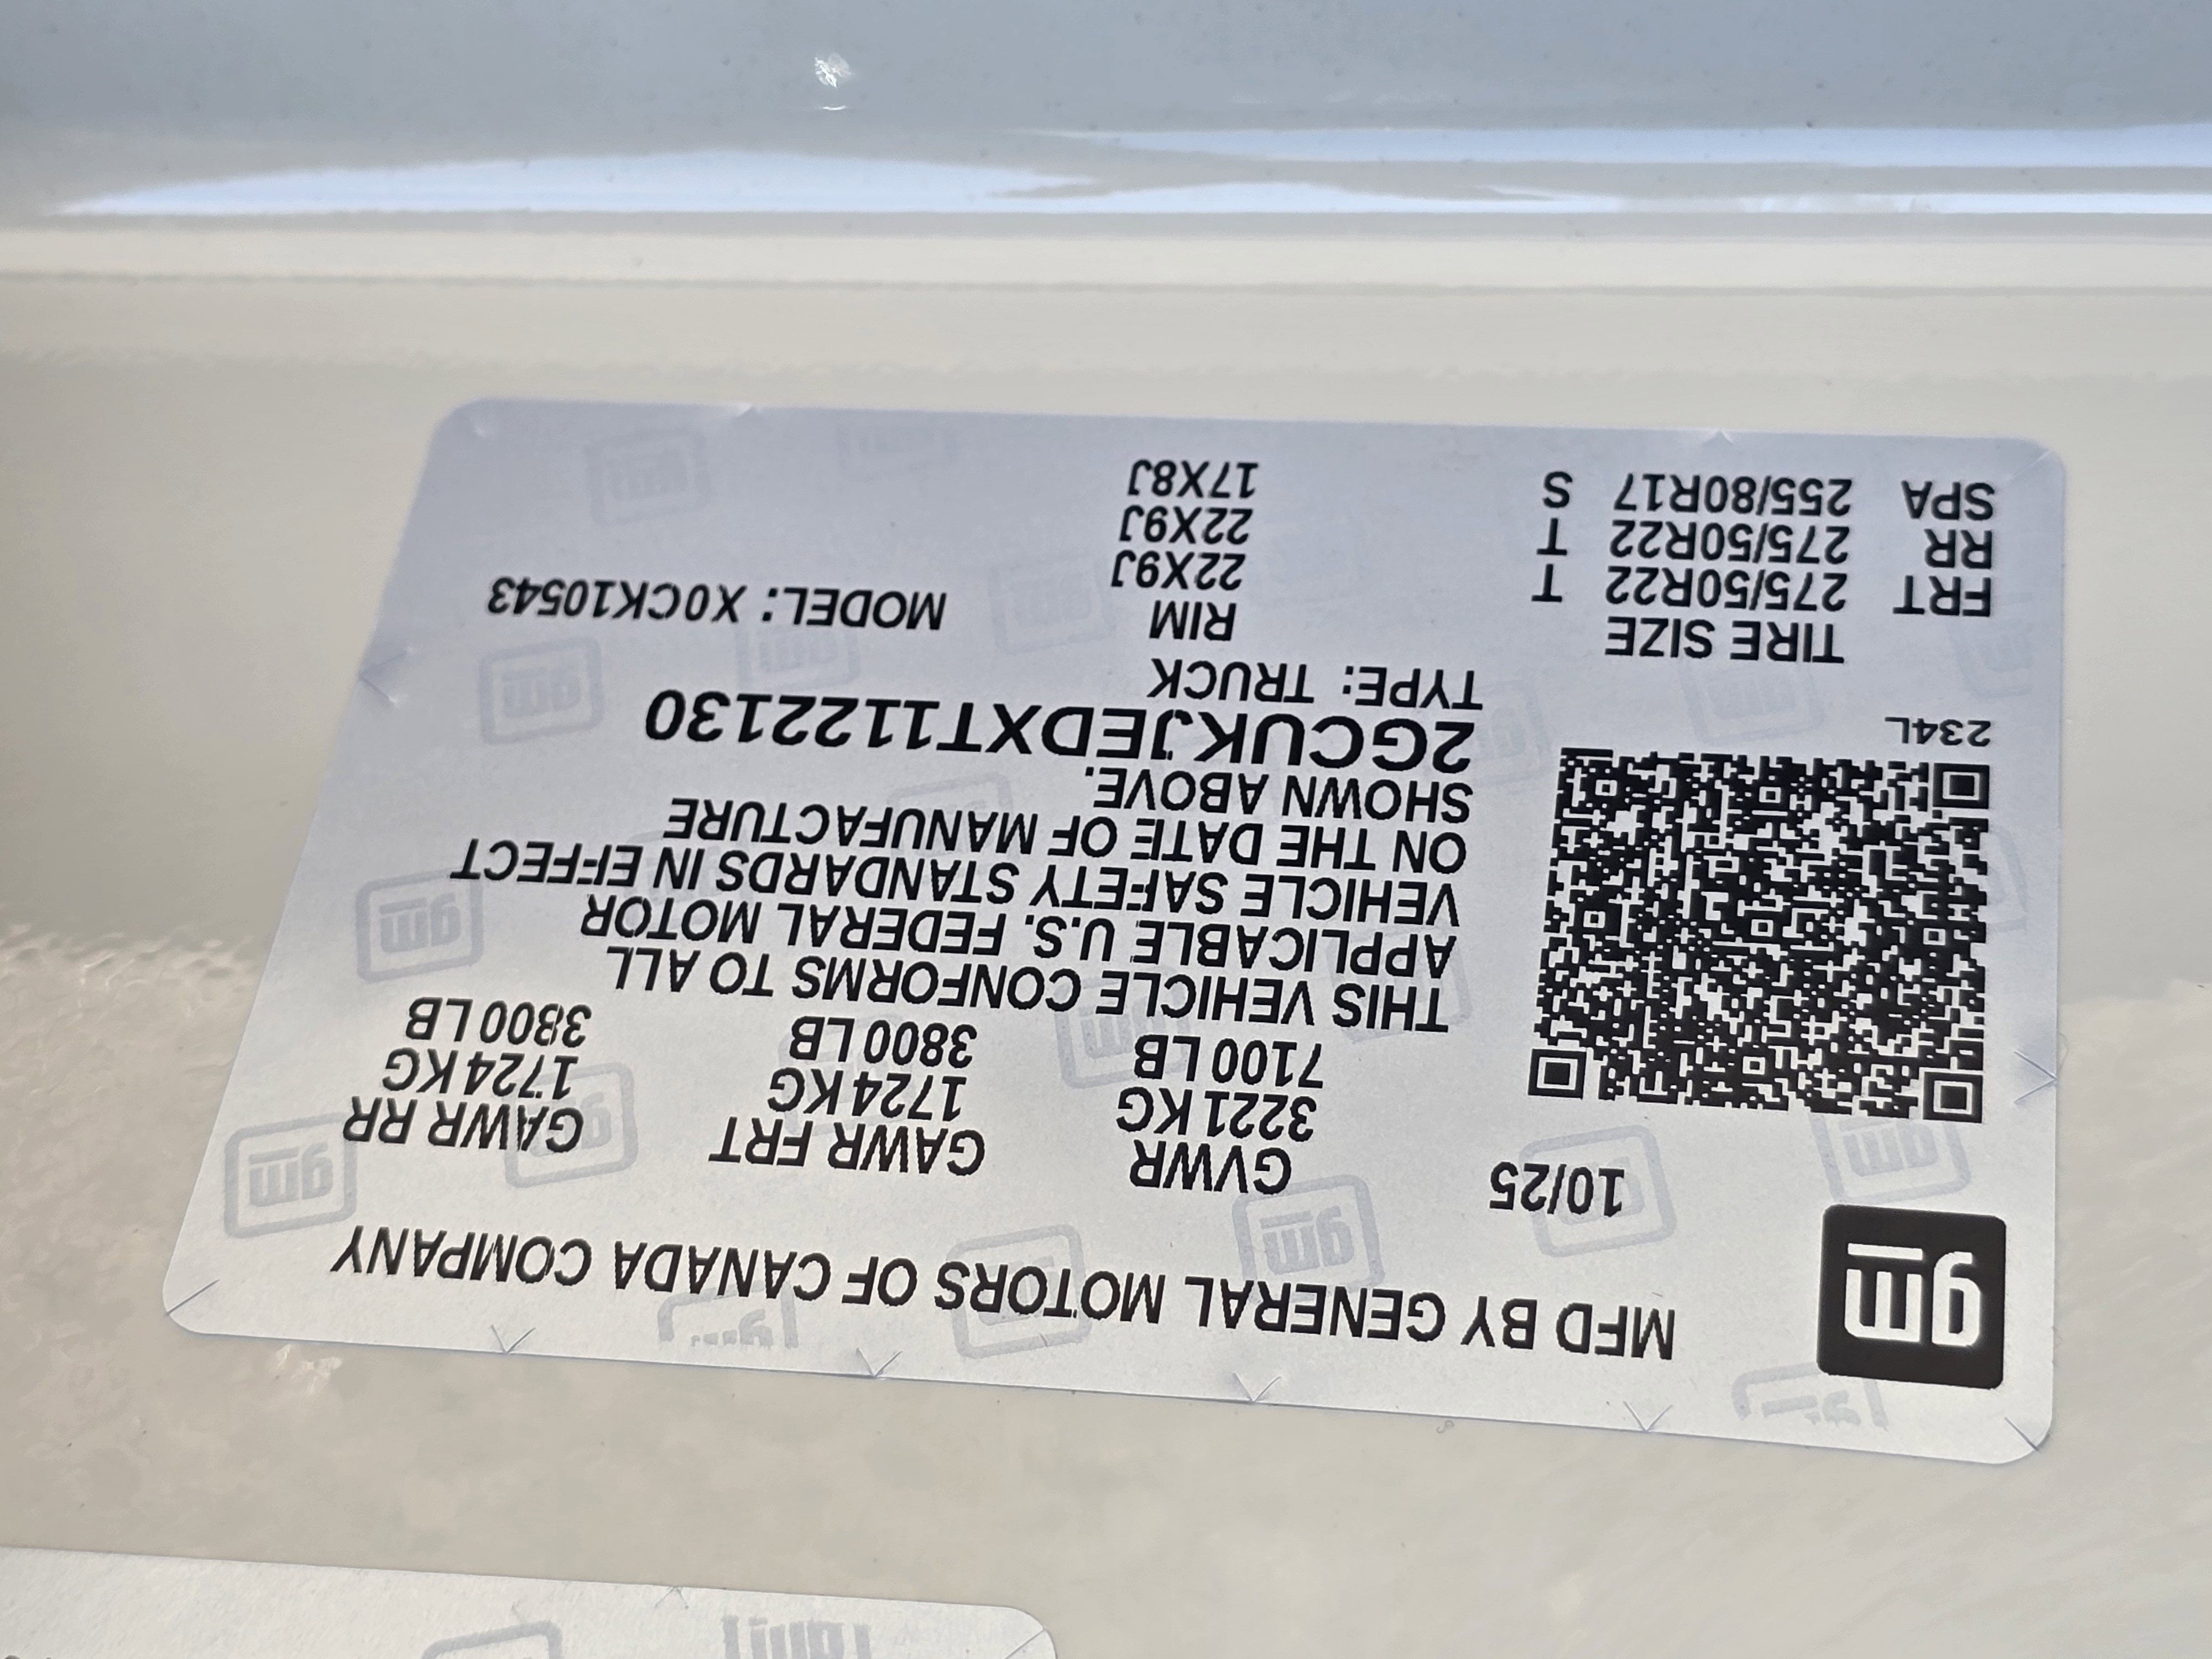 gm
MFD BY GENERAL MOTORS OF CANADA COMPANY
10/25
GVWR GAWR FRT GAWR RR
3221 KG 1724 KG 1724 KG
7100 LB 3800 LB 3800 LB
THIS VEHICLE CONFORMS TO ALL
APPLICABLE U.S. FEDERAL MOTOR
VEHICLE SAFETY STANDARDS IN EFFECT
ON THE DATE OF MANUFACTURE
SHOWN ABOVE.
2GCUKJEDXT1122130
234L
TYPE: TRUCK
TIRE SIZE RIM MODEL: X0CK10543
FRT 275/50R22 T 22X9J
RR 275/50R22 T 22X9J
SPA 255/80R17 S 17X8J